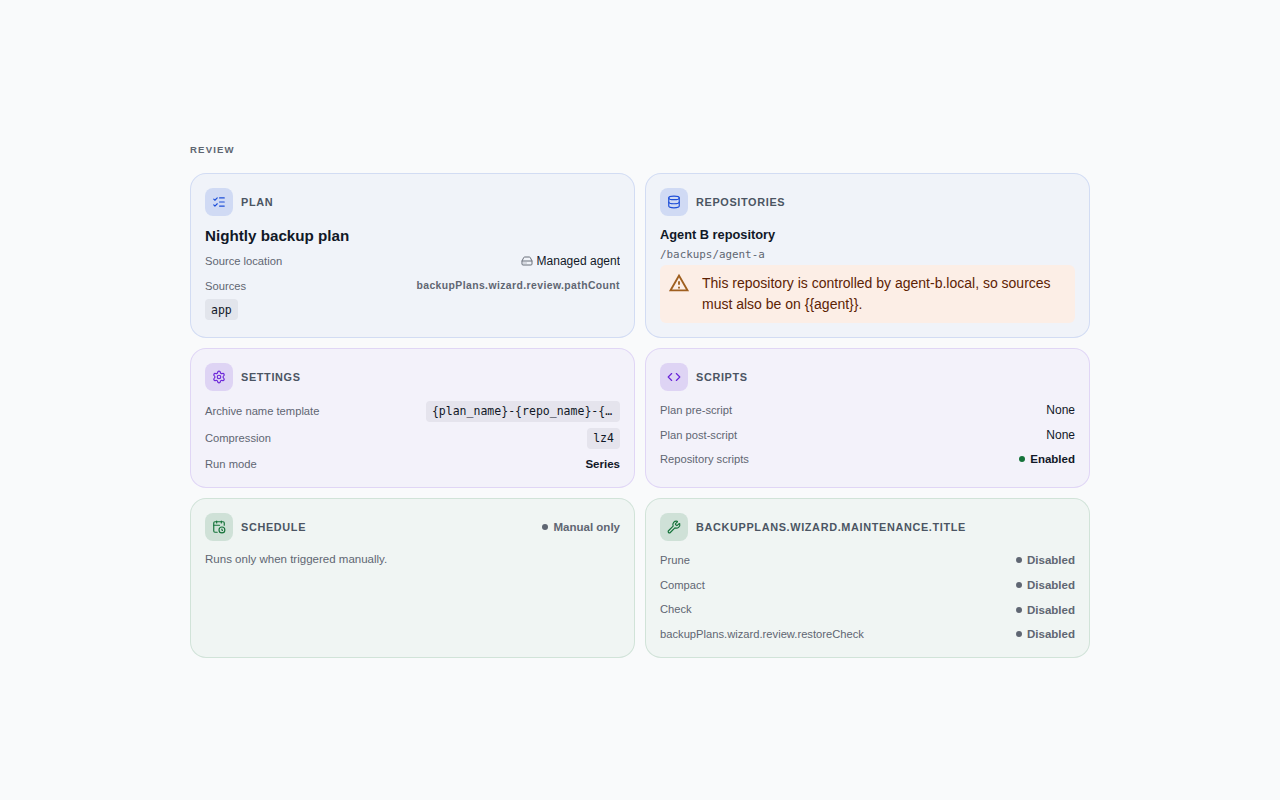 REVIEW
PLAN
Nightly backup plan
Source location
Managed agent
Sources
backupPlans.wizard.review.pathCount
app
REPOSITORIES
Agent B repository
/backups/agent-a
This repository is controlled by agent-b.local, so sources
must also be on {{agent}}.
SETTINGS
Archive name template
{plan_name}-{repo_name}-{…
Compression
lz4
Run mode
Series
SCRIPTS
Plan pre-script
None
Plan post-script
None
Repository scripts
Enabled
SCHEDULE
Manual only
Runs only when triggered manually.
BACKUPPLANS.WIZARD.MAINTENANCE.TITLE
Prune
Disabled
Compact
Disabled
Check
Disabled
backupPlans.wizard.review.restoreCheck
Disabled